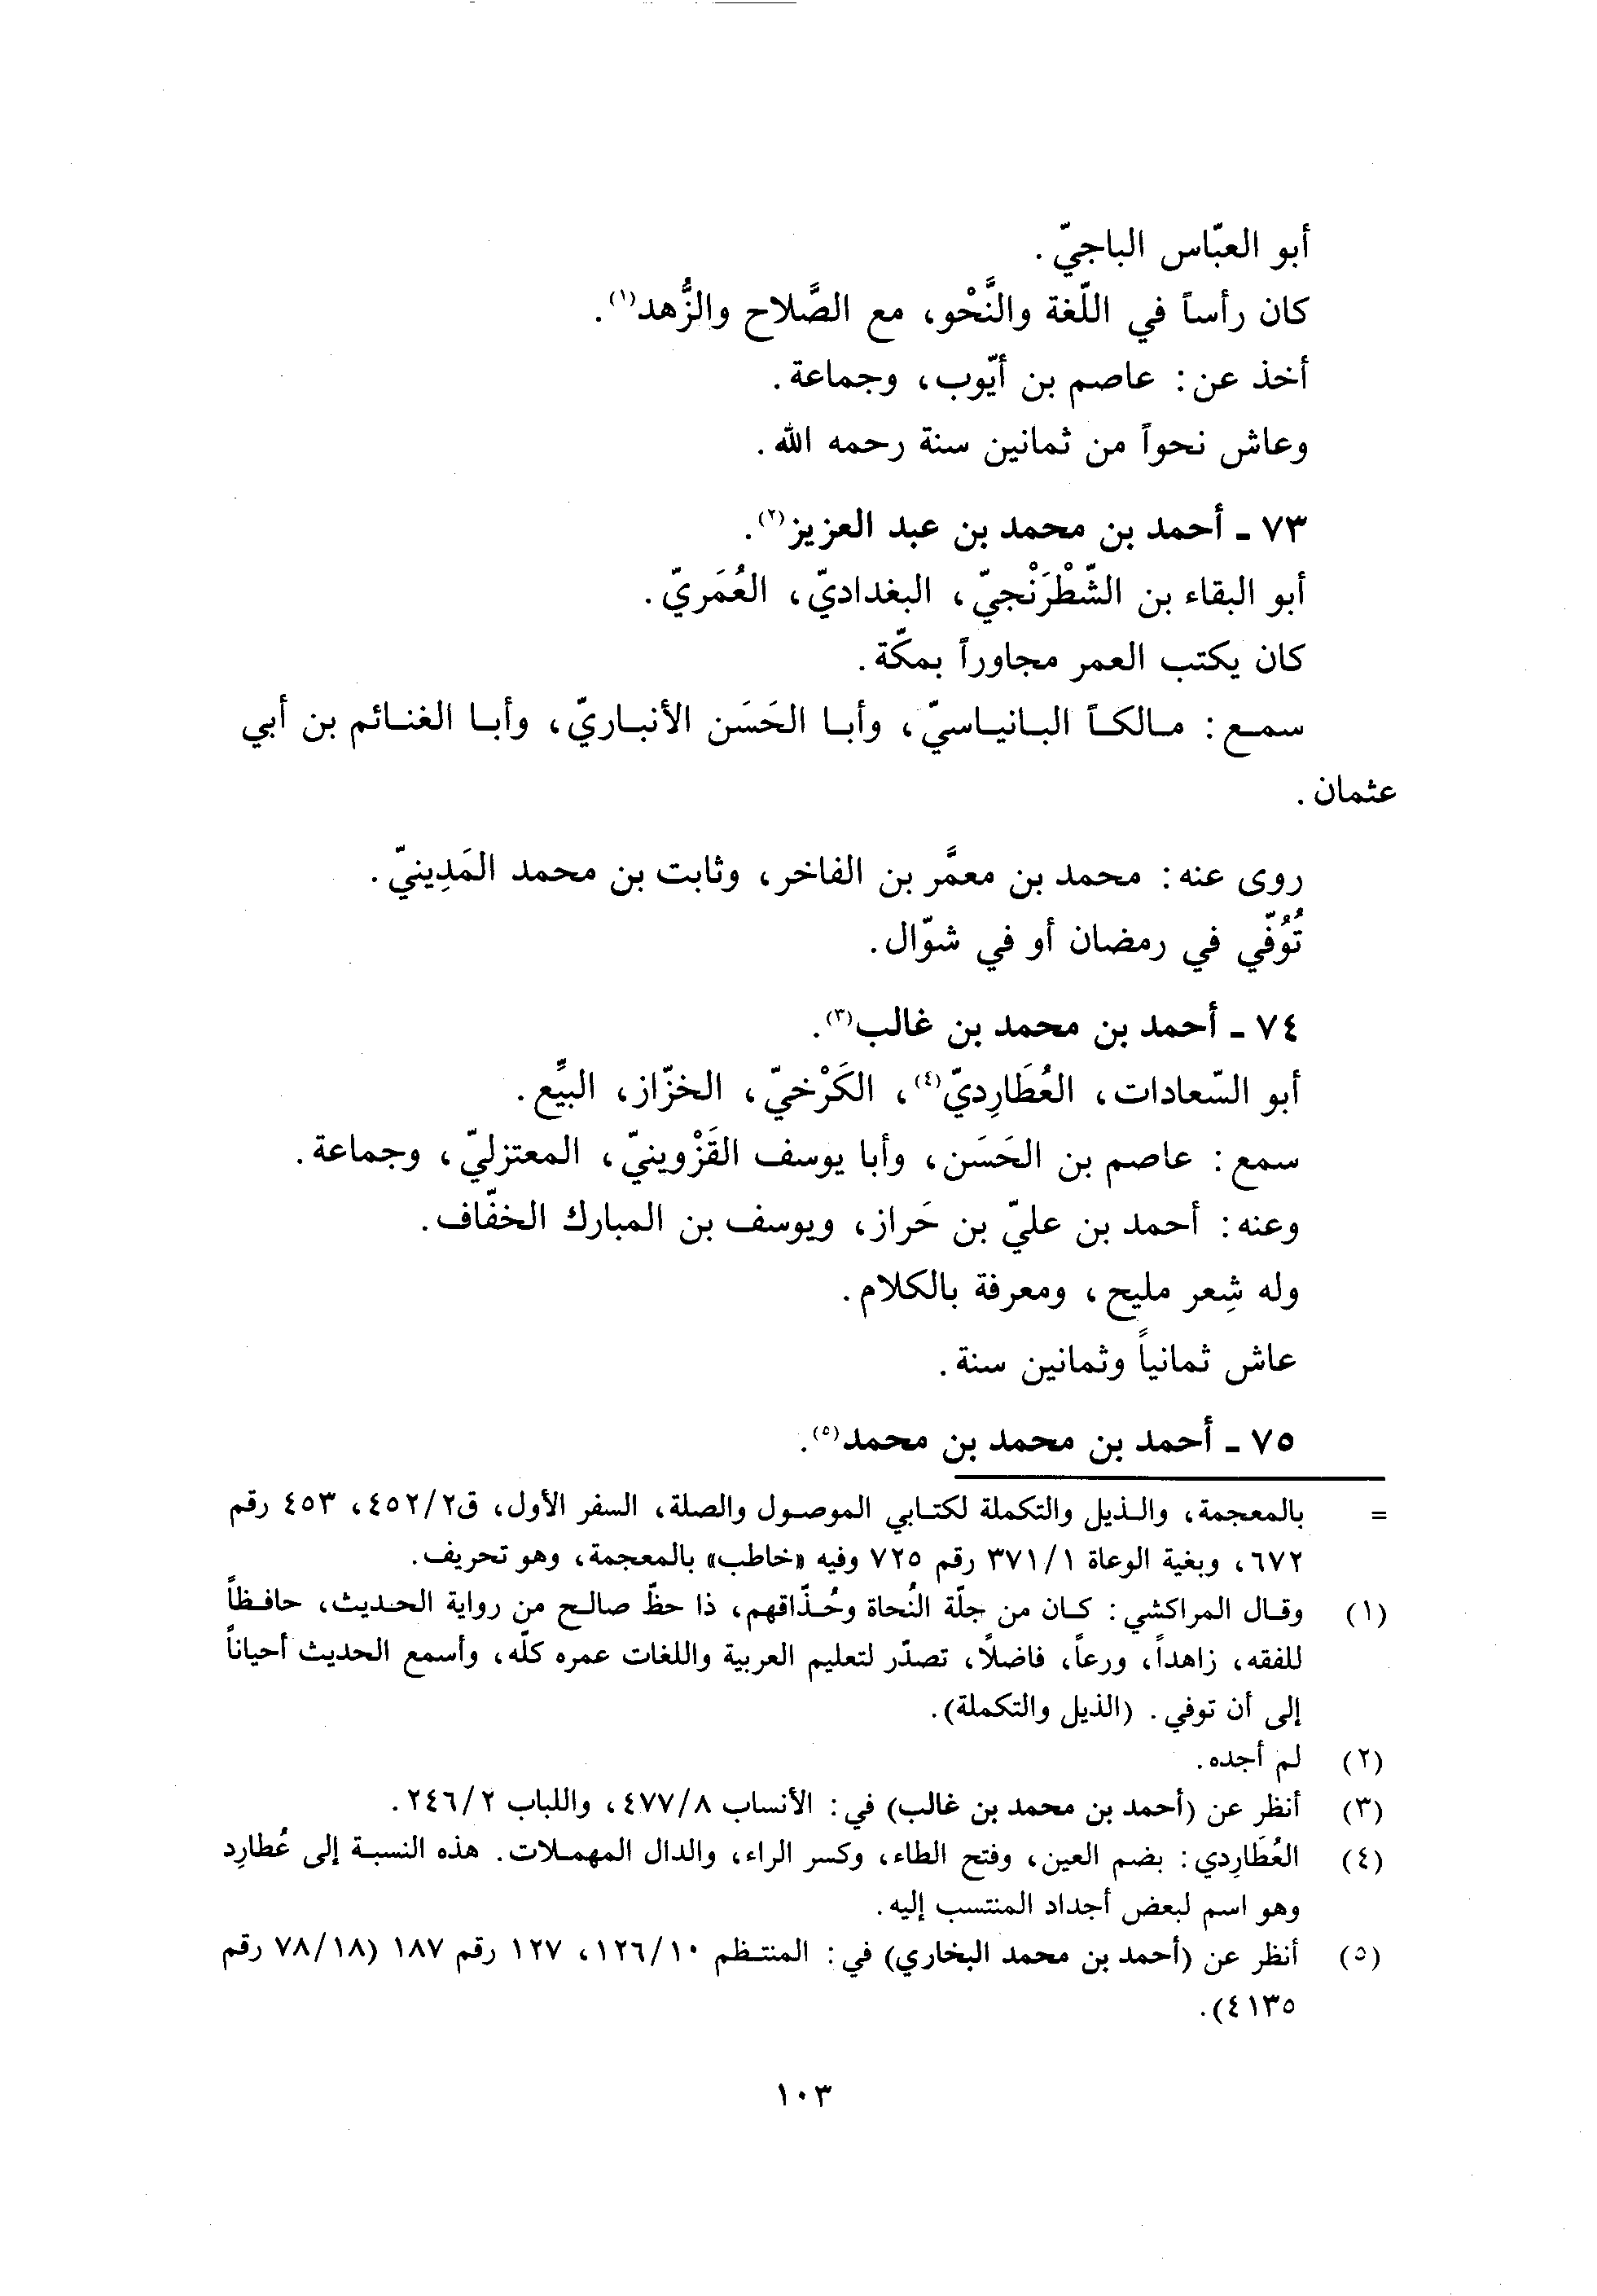 أبو العبّاس الباجيّ.
كان رأساً في اللّغة والنَّحْو، مع الصَّلاح والزُّهد(١).
أخذ عن: عاصم بن أيّوب، وجماعة.
وعاش نحواً من ثمانين سنة رحمه الله.
٧٣ ـ أحمد بن محمد بن عبد العزيز(٢).
أبو البقاء بن الشّطْرَنْجيّ، البغداديّ، العُمَريّ.
كان يكتب العمر مجاوراً بمكّة.
سمع: مالكاً البانياسيّ، وأبا الحَسَن الأنباريّ، وأبا الغنائم بن أبي
عثمان.
روى عنه: محمد بن معمَّر بن الفاخر، وثابت بن محمد المَدِينيّ.
تُوُفّي في رمضان أو في شوّال.
٧٤ ـ أحمد بن محمد بن غالب(٣).
أبو السّعادات، العُطَارِديّ(٤)، الكَرْخيّ، الخزّاز، البيِّع.
سمع: عاصم بن الحَسَن، وأبا يوسف القَزْوينيّ، المعتزليّ، وجماعة.
وعنه: أحمد بن عليّ بن حَراز، ويوسف بن المبارك الخفّاف.
وله شِعر مليح، ومعرفة بالكلام.
عاش ثمانياً وثمانين سنة.
٧٥ ـ أحمد بن محمد بن محمد(٥).
= بالمعجمة، والذيل والتكملة لكتابي الموصول والصلة، السفر الأول، ق٤٥٢/٢، ٤٥٣ رقم
٦٧٢، وبغية الوعاة ٣٧١/١ رقم ٧٢٥ وفيه «خاطب» بالمعجمة، وهو تحريف.
(١) وقال المراكشي: كان من جلّة النُحاة وحُذّاقهم، ذا حظّ صالح من رواية الحديث، حافظاً
للفقه، زاهداً، ورعاً، فاضلًا، تصدّر لتعليم العربية واللغات عمره كلّه، وأسمع الحديث أحياناً
إلى أن توفي. (الذيل والتكملة).
(٢) لم أجده.
(٣) أنظر عن (أحمد بن محمد بن غالب) في: الأنساب ٤٧٧/٨، واللباب ٢٤٦/٢.
(٤) العُطَارِدي: بضم العين، وفتح الطاء، وكسر الراء، والدال المهملات. هذه النسبة إلى عُطارِد
وهو اسم لبعض أجداد المنتسب إليه.
(٥) أنظر عن (أحمد بن محمد البخاري) في: المنتظم ١٢٦/١٠، ١٢٧ رقم ١٨٧ (٧٨/١٨ رقم
٤١٣٥).
١٠٣